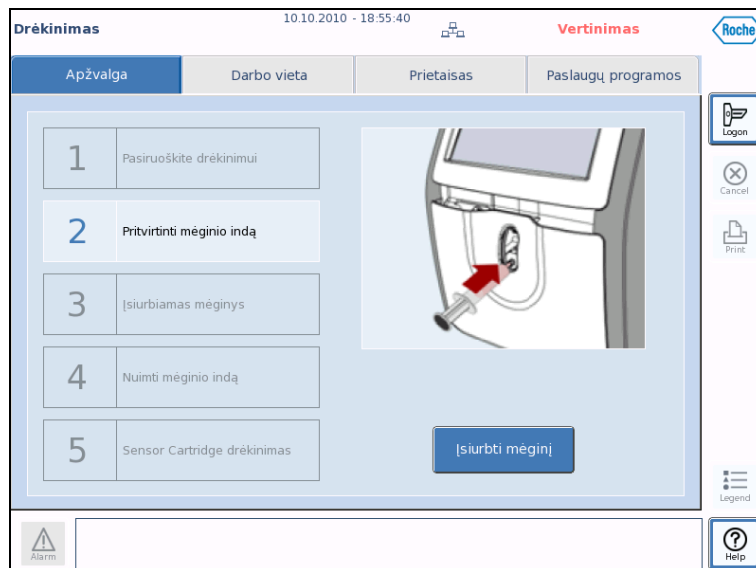 Drėkinimas
10.10.2010 - 18:55:40
Vertinimas
Roche
Apžvalga
Darbo vieta
Prietaisas
Paslaugų programos
1 Pasiruoškite drėkinimui
2 Pritvirtinti mėginio indą
3 Įsiurbiamas mėginys
4 Nuimti mėginio indą
5 Sensor Cartridge drėkinimas
Įsiurbti mėginį
Logon
Cancel
Print
Legend
Alarm
Help